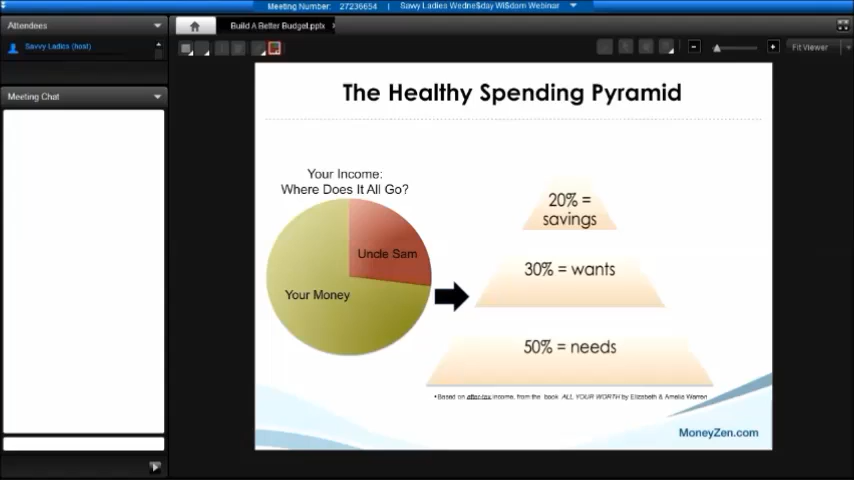 Meeting Number: 27236654 | Savvy Ladies Wedne$day Wi$dom Webinar
Attendees
Build A Better Budget.pptx
Savvy Ladies (host)
Fit Viewer
Meeting Chat
The Healthy Spending Pyramid
Your Income:
Where Does It All Go?
Uncle Sam
Your Money
20% =
savings
30% = wants
50% = needs
•Based on after-tax income, from the book ALL YOUR WORTH by Elizabeth & Amelia Warren
MoneyZen.com